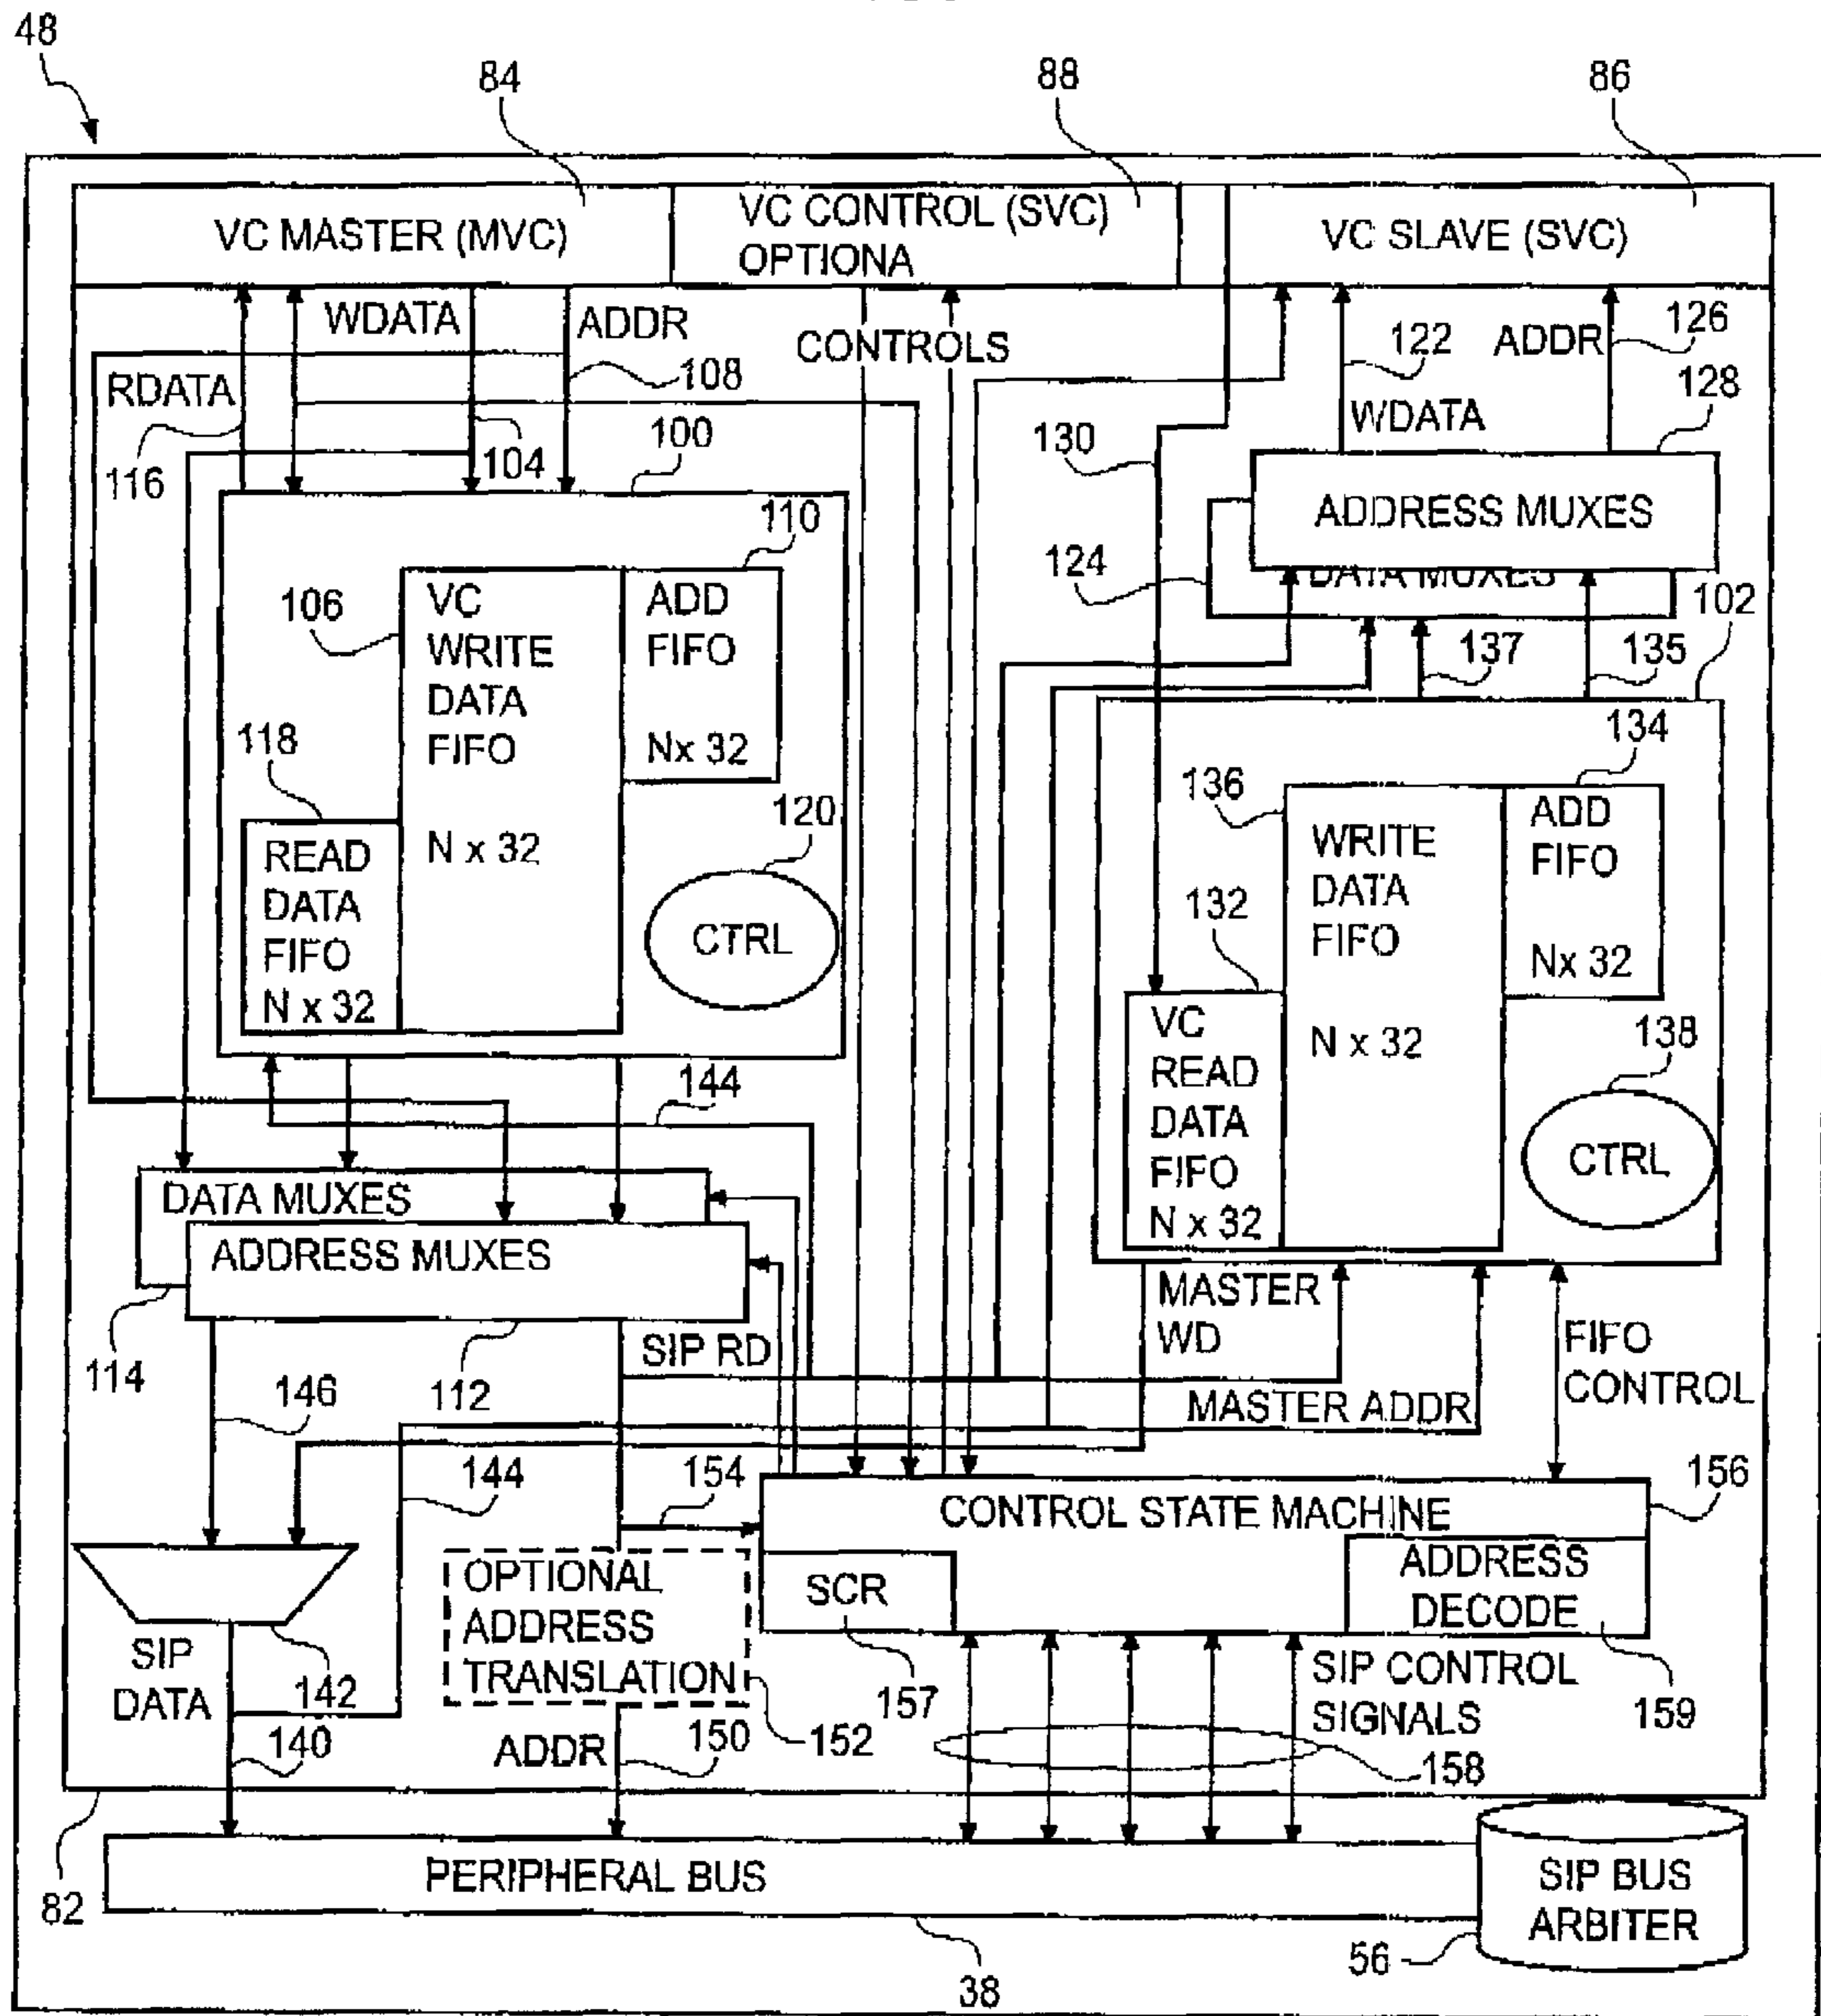 48
84
88
86
VC MASTER (MVC)
VC CONTROL (SVC)
OPTIONA
VC SLAVE (SVC)
WDATA
ADDR
CONTROLS
RDATA
108
122
ADDR
126
128
WDATA
116
104
100
130
110
ADDRESS MUXES
124
DATA MUXES
102
106
VC
WRITE
DATA
FIFO
N x 32
ADD
FIFO
Nx 32
137
135
118
120
READ
DATA
FIFO
N x 32
CTRL
134
136
WRITE
DATA
FIFO
N x 32
ADD
FIFO
Nx 32
132
VC
READ
DATA
FIFO
N x 32
138
CTRL
144
DATA MUXES
ADDRESS MUXES
114
112
SIP RD
MASTER
WD
FIFO
CONTROL
146
MASTER ADDR
144
154
156
CONTROL STATE MACHINE
OPTIONAL
ADDRESS
TRANSLATION
SCR
ADDRESS
DECODE
SIP
DATA
142
152
157
SIP CONTROL
SIGNALS
159
140
ADDR
150
158
82
PERIPHERAL BUS
SIP BUS
ARBITER
56
38